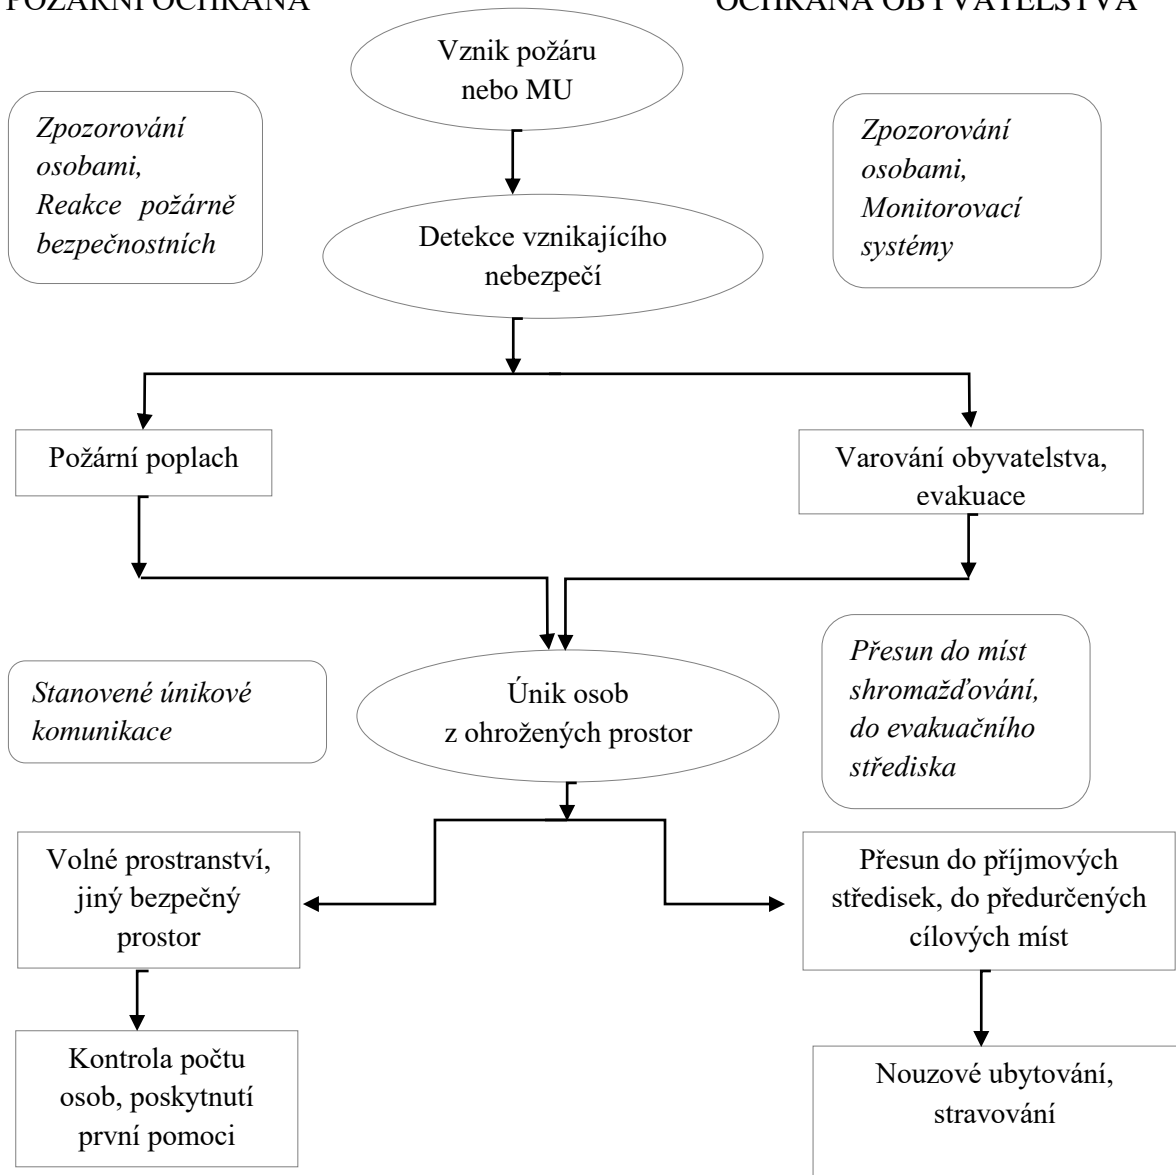 POŽÁRNÍ OCHRANA
OCHRANA OBYVATELSTVA
Vznik požáru
nebo MU
Zpozorování
osobami,
Reakce požárně
bezpečnostních
Zpozorování
osobami,
Monitorovací
systémy
Detekce vznikajícího
nebezpečí
Požární poplach
Varování obyvatelstva,
evakuace
Stanovené únikové
komunikace
Únik osob
z ohrožených prostor
Přesun do míst
shromažďování,
do evakuačního
střediska
Volné prostranství,
jiný bezpečný
prostor
Přesun do příjmových
středisek, do předurčených
cílových míst
Kontrola počtu
osob, poskytnutí
první pomoci
Nouzové ubytování,
stravování